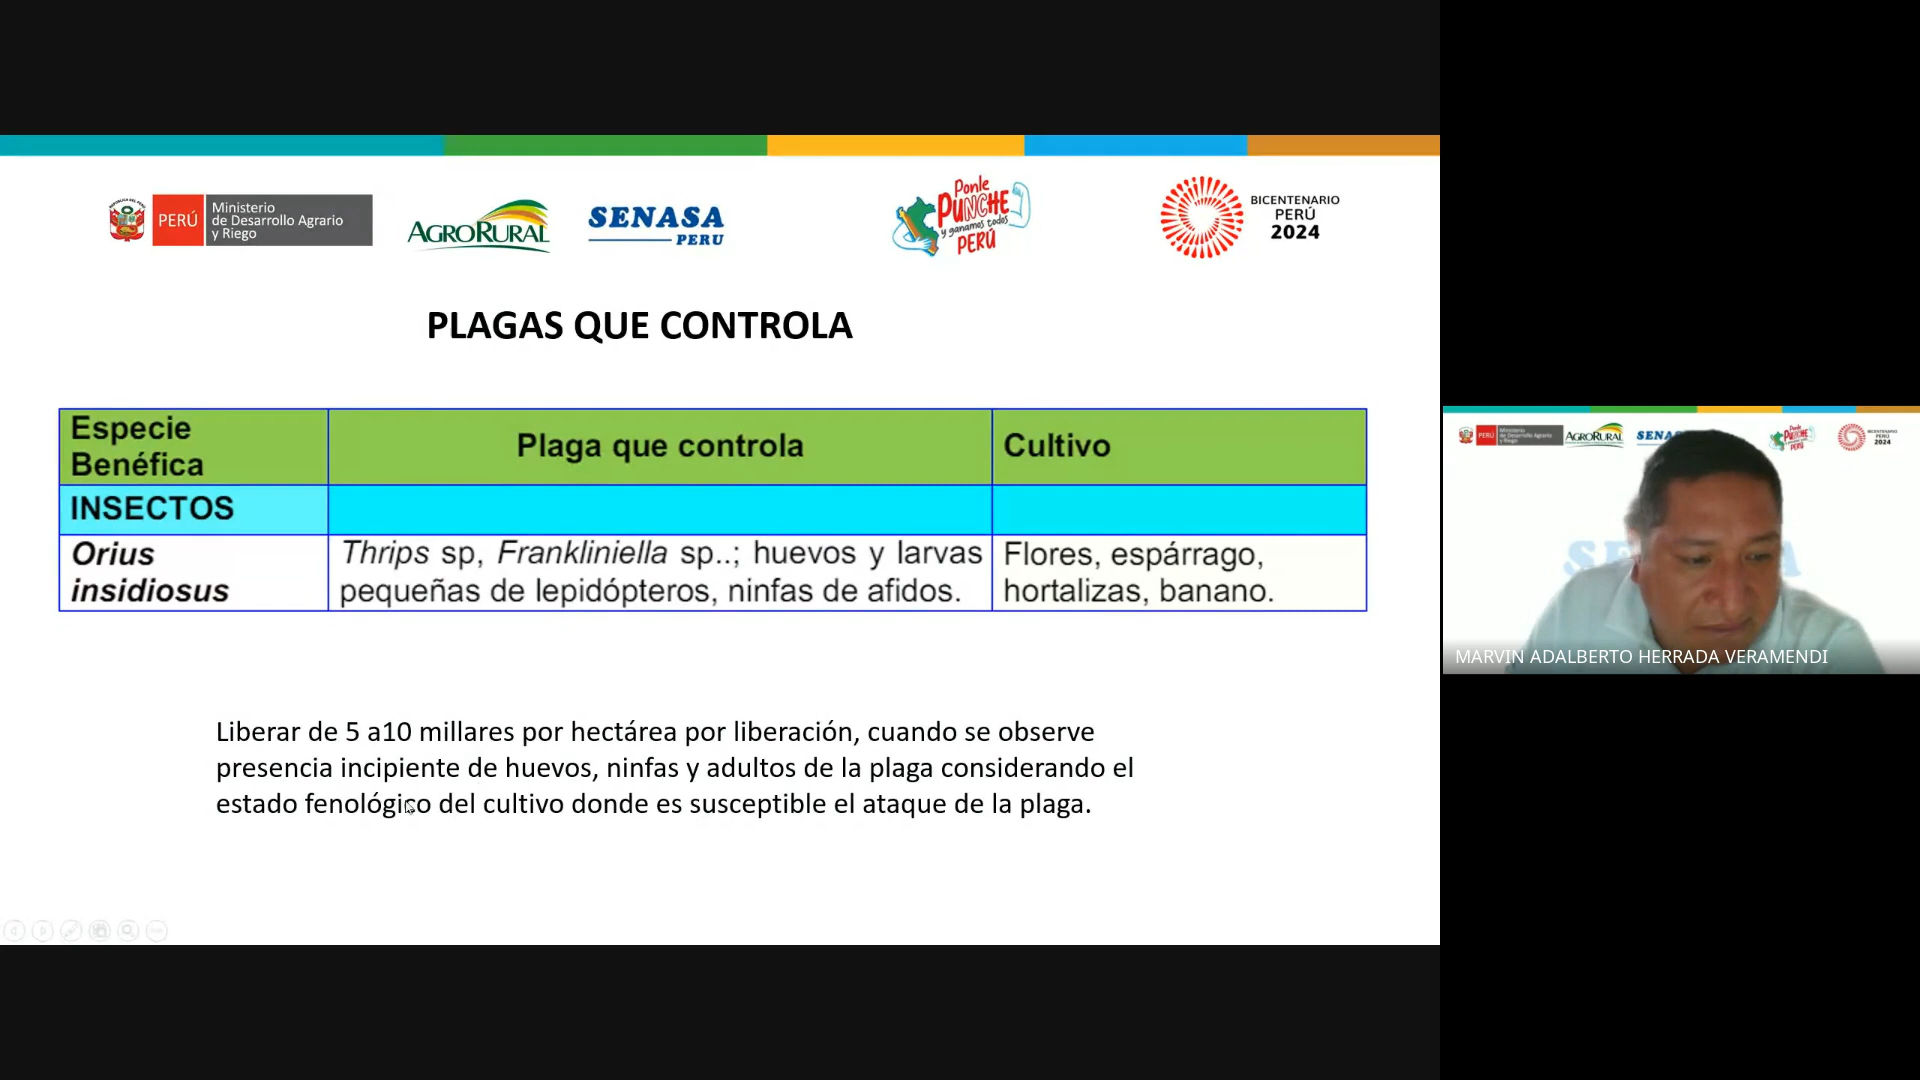 PERÚ
Ministerio
de Desarrollo Agrario
y Riego
AGRORURAL
SENASA
PERU
Ponle
PUNCHE
y ganamos todos
PERÚ
BICENTENARIO
PERÚ
2024
PLAGAS QUE CONTROLA
Especie
Benéfica
Plaga que controla
Cultivo
INSECTOS
Orius
insidiosus
Thrips sp, Frankliniella sp..; huevos y larvas
pequeñas de lepidópteros, ninfas de afidos.
Flores, espárrago,
hortalizas, banano.
Liberar de 5 a10 millares por hectárea por liberación, cuando se observe
presencia incipiente de huevos, ninfas y adultos de la plaga considerando el
estado fenológico del cultivo donde es susceptible el ataque de la plaga.
PERÚ
AGRORURAL
2024
MARVIN ADALBERTO HERRADA VERAMENDI